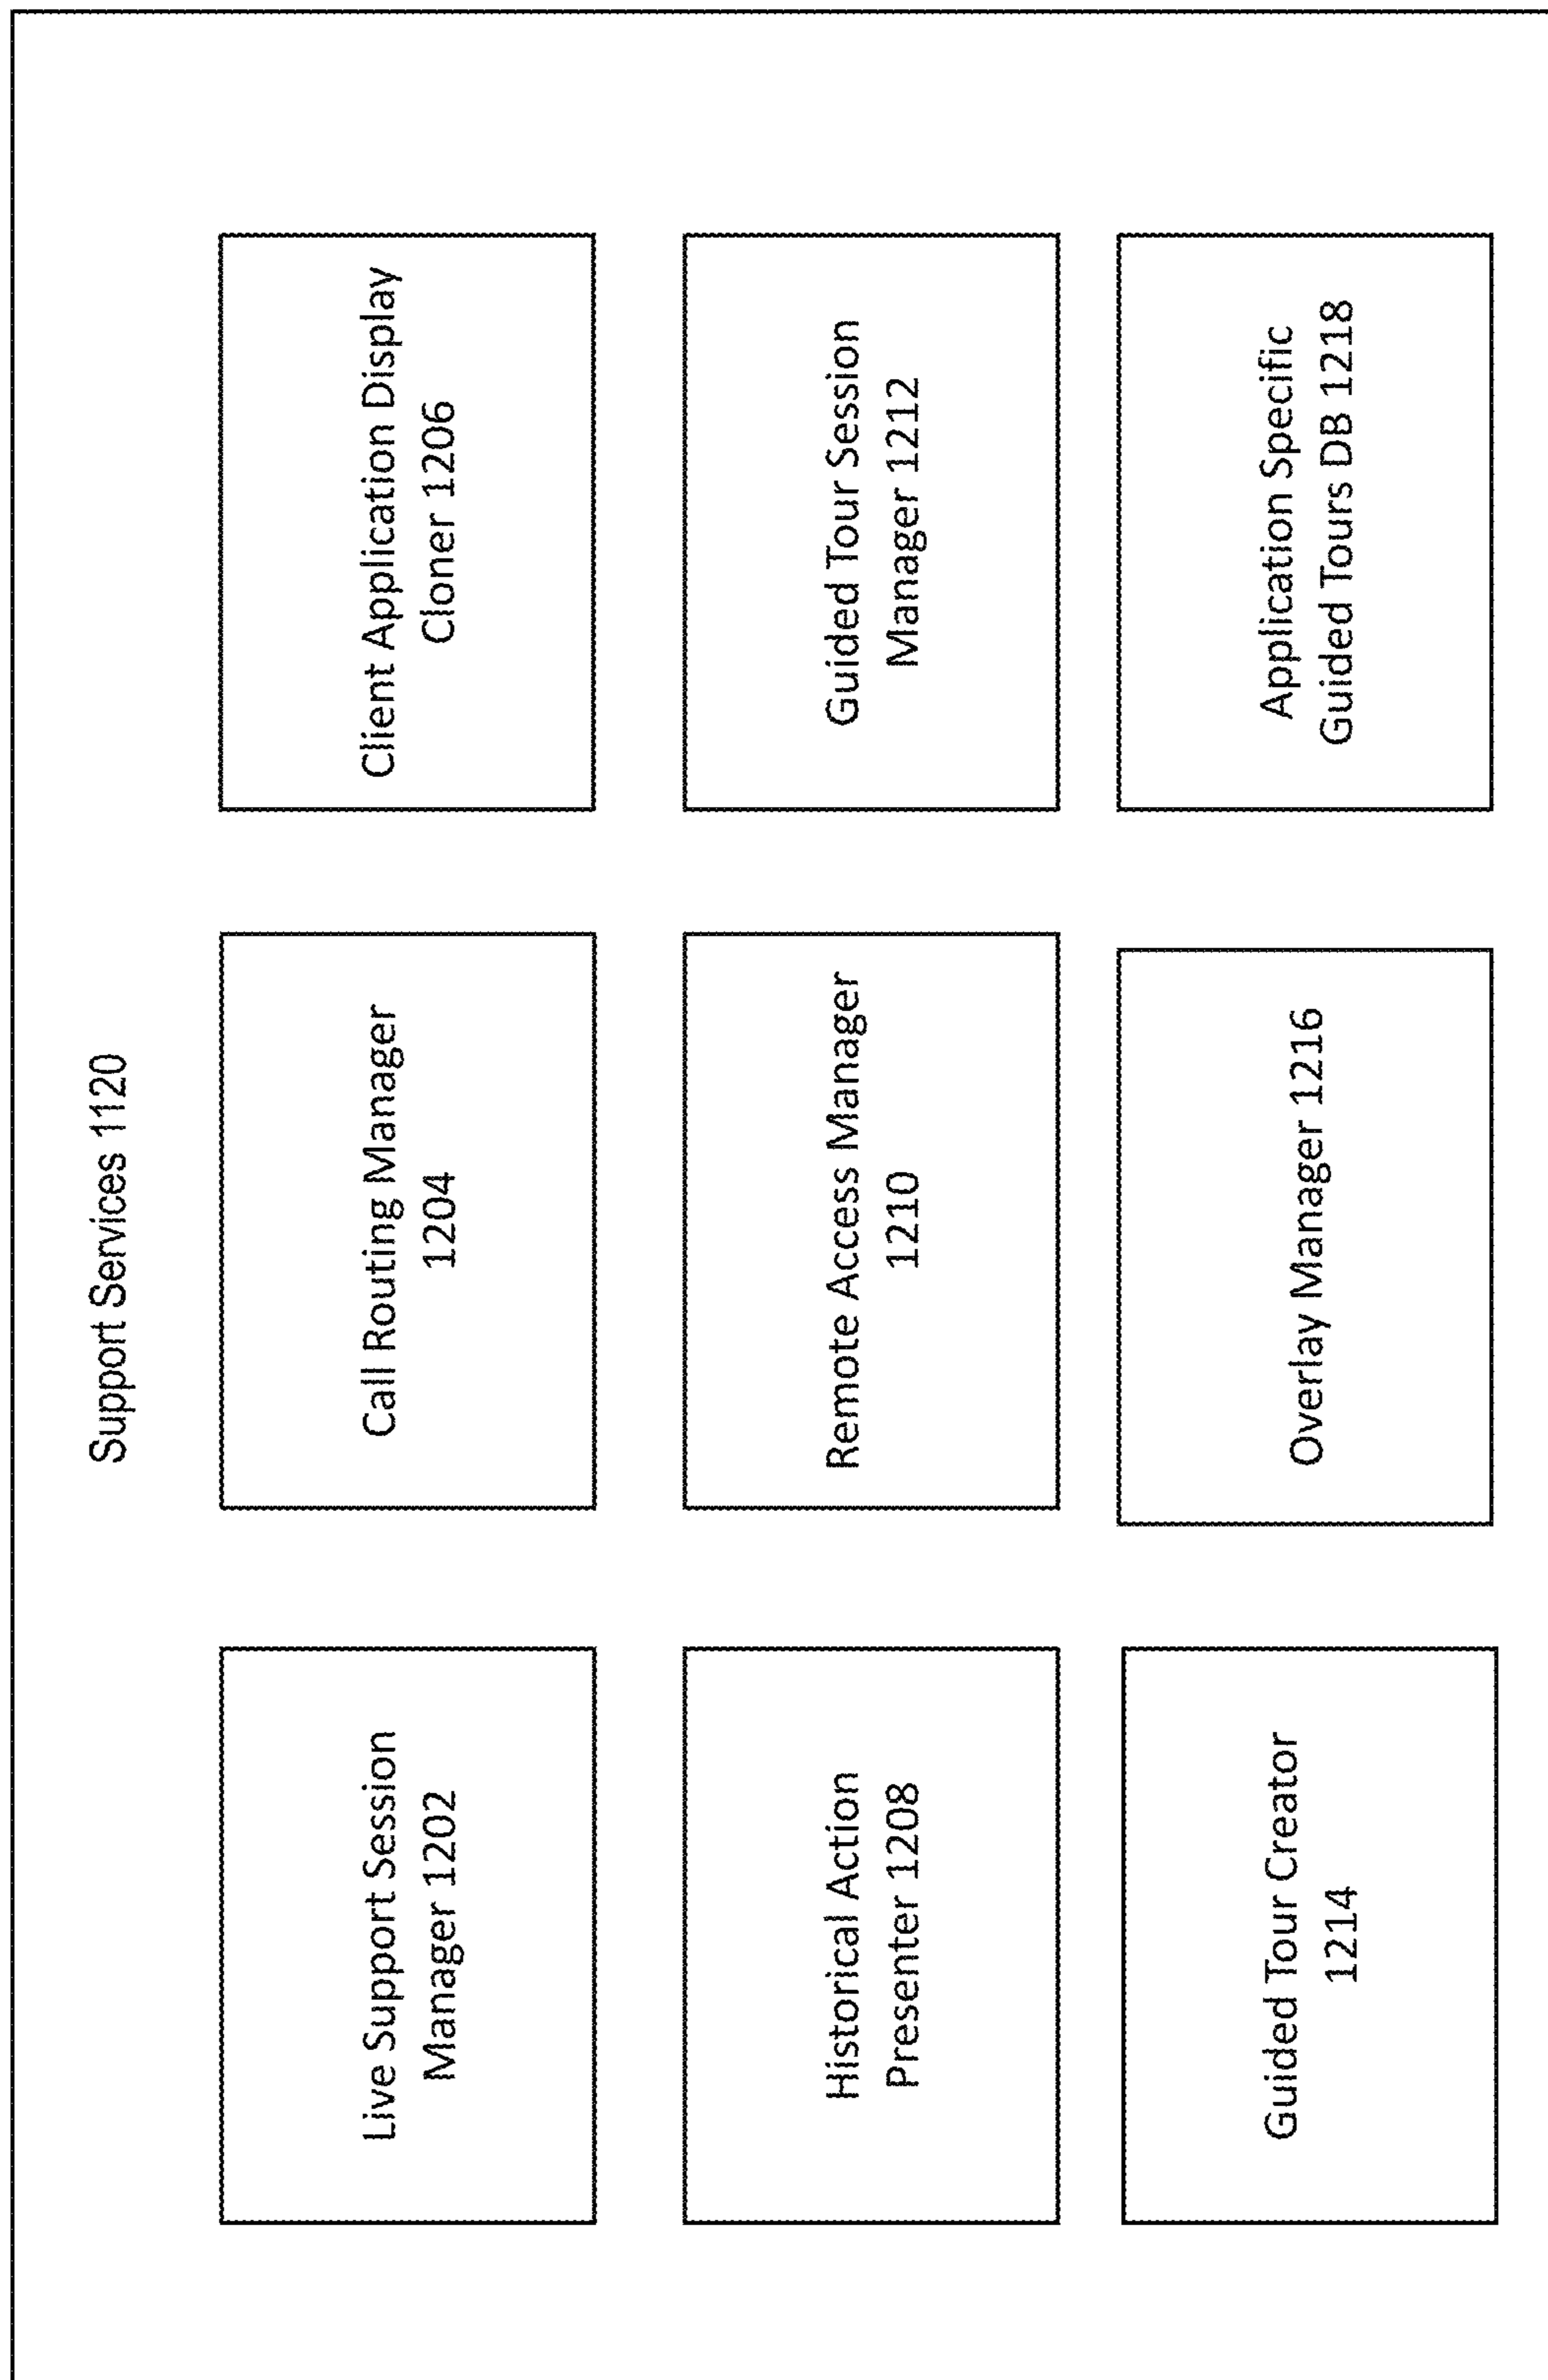 Support Services 1120
Live Support Session
Manager 1202
Call Routing Manager
1204
Client Application Display
Cloner 1206
Historical Action
Presenter 1208
Remote Access Manager
1210
Guided Tour Session
Manager 1212
Guided Tour Creator
1214
Overlay Manager 1216
Application Specific
Guided Tours DB 1218